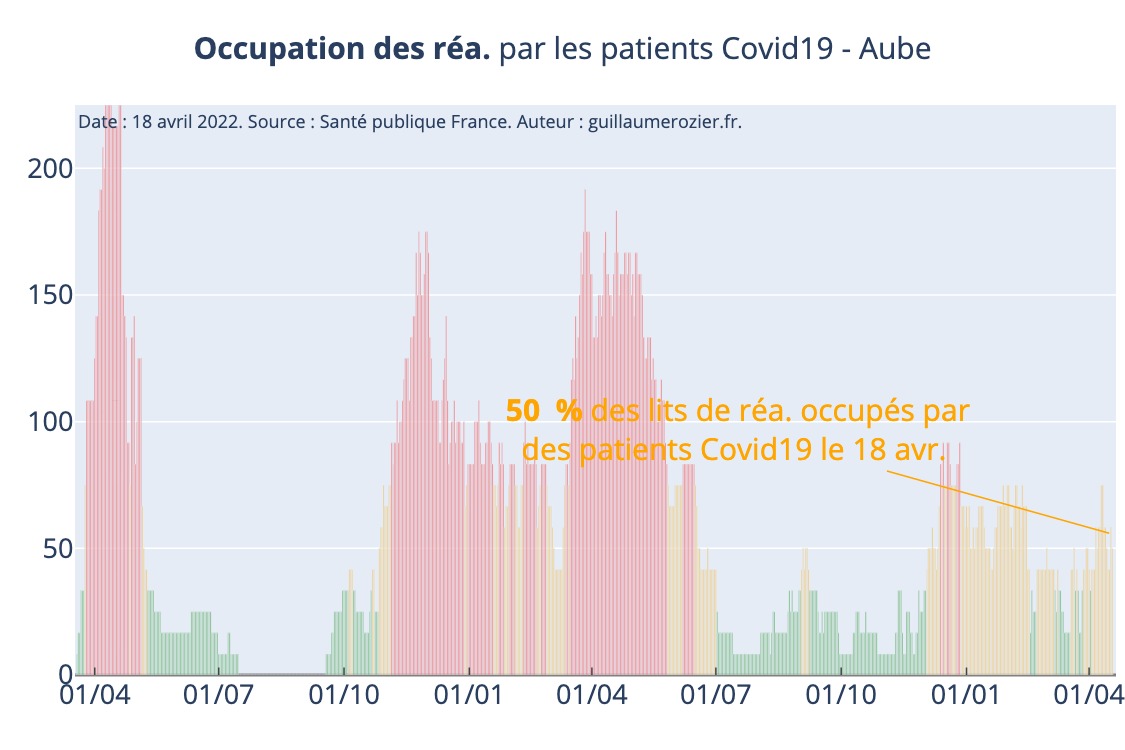 Occupation des réa. par les patients Covid19 - Aube
Date : 18 avril 2022. Source : Santé publique France. Auteur : guillaumerozier.fr.
200
150
100
50
0
50 % des lits de réa. occupés par
des patients Covid19 le 18 avr.
01/04 01/07 01/10 01/01 01/04 01/07 01/10 01/01 01/04